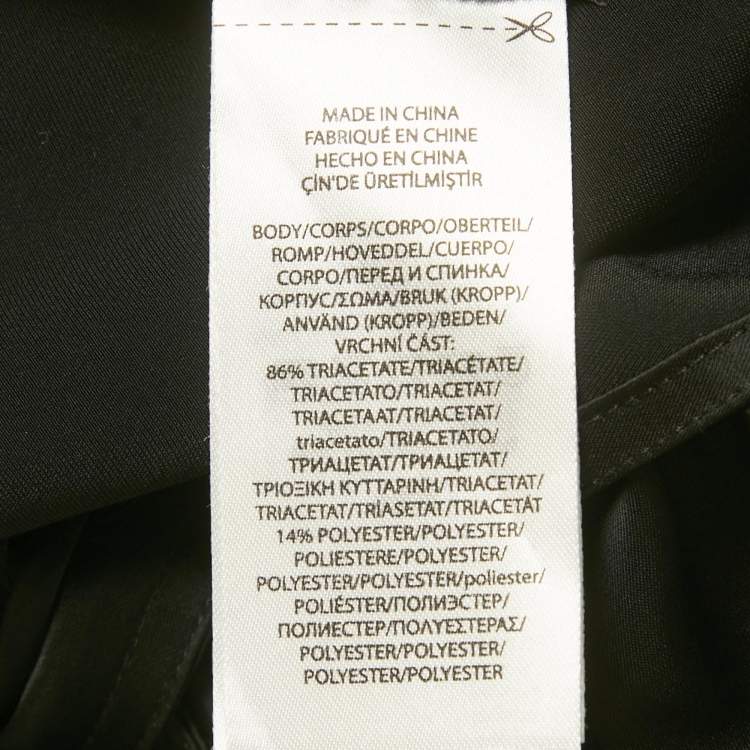 MADE IN CHINA
FABRIQUÉ EN CHINE
HECHO EN CHINA
ÇİN'DE ÜRETİLMİŞTİR
BODY/CORPS/CORPO/OBERTEIL/
ROMP/HOVEDDEL/CUERPO/
CORPO/ПЕРЕД И СПИНКА/
КОРПУС/ΣΩΜΑ/BRUK (KROPP)/
ANVÄND (KROPP)/BEDEN/
VRCHNÍ ČÁST:
86% TRIACETATE/TRIACÉTATE/
TRIACETATO/TRIACETAT/
TRIACETAAT/TRIACETAT/
triacetato/TRIACETATO/
ТРИАЦЕТАТ/ТРИАЦЕТАТ/
ΤΡΙΟΞΙΚΗ ΚΥΤΤΑΡΙΝΗ/TRIACETAT/
TRIACETAT/TRİASETAT/TRIACETÁT
14% POLYESTER/POLYESTER/
POLIESTERE/POLYESTER/
POLYESTER/POLYESTER/poliester/
POLIÉSTER/ПОЛИЭСТЕР/
ПОЛИЕСТЕР/ΠΟΛΥΕΣΤΕΡΑΣ/
POLYESTER/POLYESTER/
POLYESTER/POLYESTER